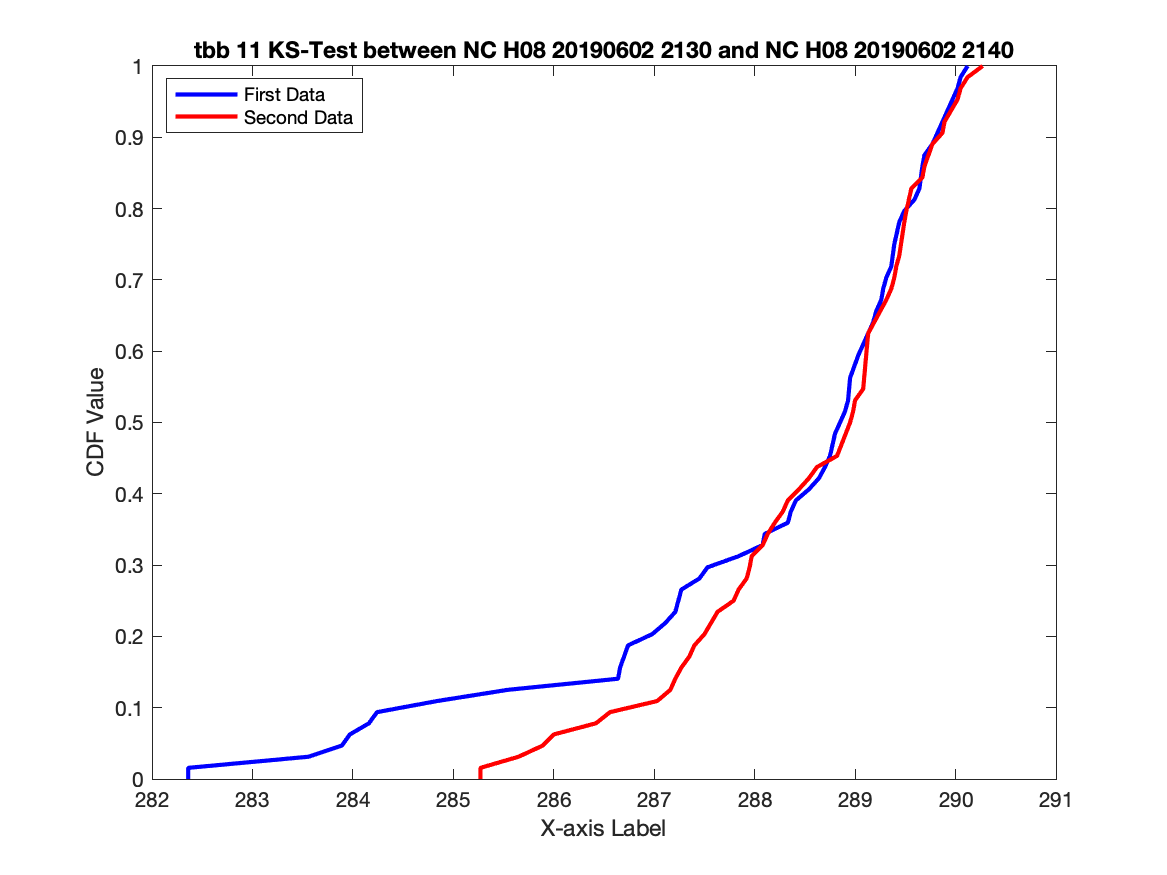 tbb 11 KS-Test between NC H08 20190602 2130 and NC H08 20190602 2140
First Data
Second Data
1
0.9
0.8
0.7
0.6
0.5
0.4
0.3
0.2
0.1
0
CDF Value
282 283 284 285 286 287 288 289 290 291
X-axis Label